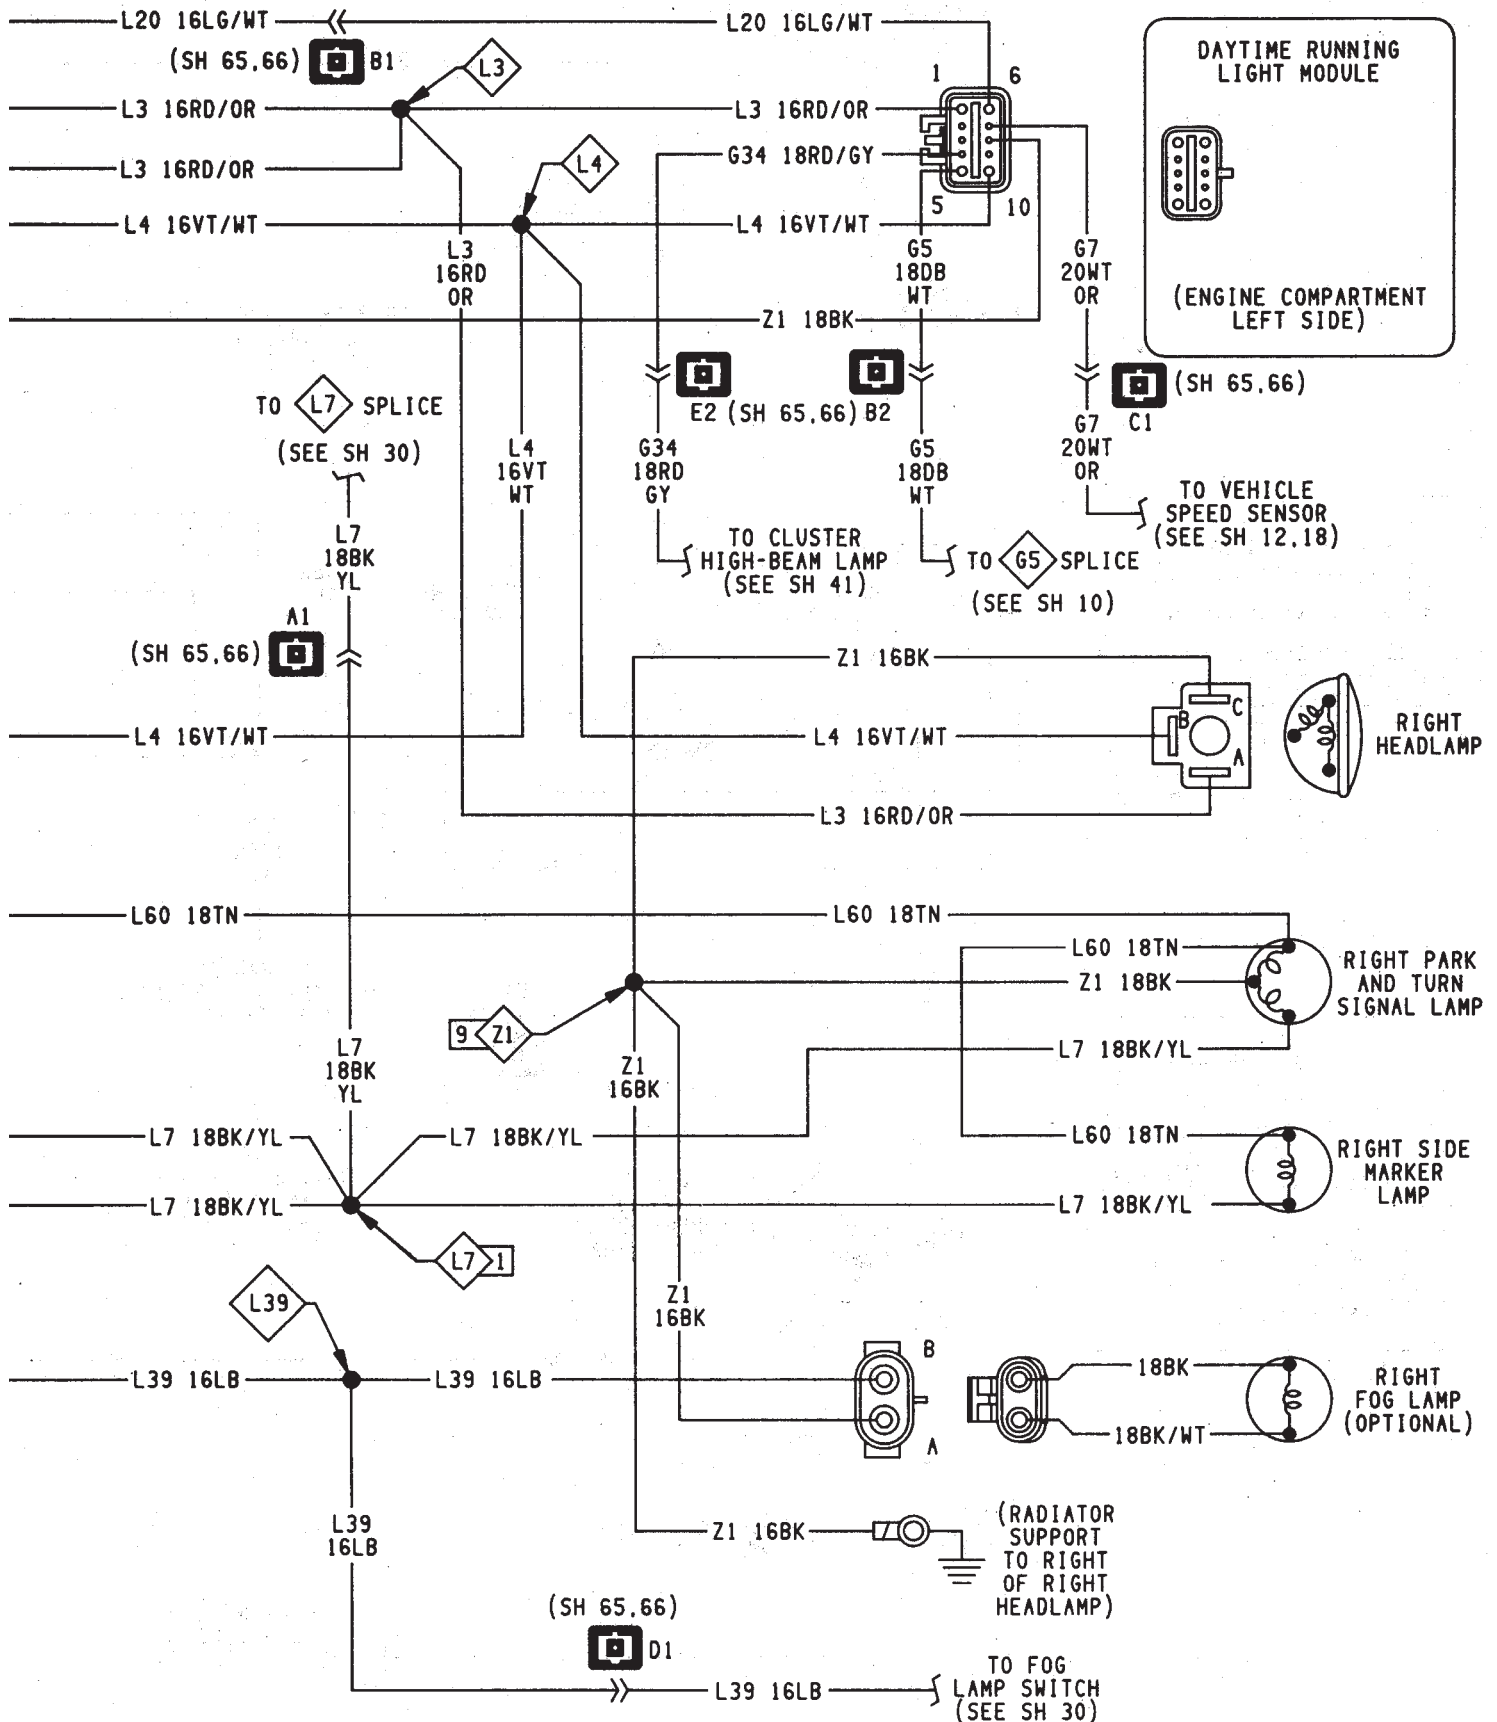 L20 16LG/WT
L20 16LG/WT
(SH 65,66)
B1
L3
1
6
DAYTIME RUNNING
LIGHT MODULE
L3 16RD/OR
L3 16RD/OR
L3 16RD/OR
L4
G34 18RD/GY
5
10
L4 16VT/WT
L4 16VT/WT
L3
16RD
OR
G5
18DB
WT
G7
20WT
OR
(ENGINE COMPARTMENT
LEFT SIDE)
Z1 18BK
E2
(SH 65,66)
B2
C1
(SH 65,66)
TO L7 SPLICE
(SEE SH 30)
L4
16VT
WT
G34
18RD
GY
G5
18DB
WT
G7
20WT
OR
TO VEHICLE
SPEED SENSOR
(SEE SH 12,18)
L7
18BK
YL
TO CLUSTER
HIGH-BEAM LAMP
(SEE SH 41)
TO G5 SPLICE
(SEE SH 10)
A1
(SH 65,66)
Z1 16BK
C
B
A
L4 16VT/WT
L4 16VT/WT
RIGHT
HEADLAMP
L3 16RD/OR
L60 18TN
L60 18TN
L60 18TN
Z1 18BK
RIGHT PARK
AND TURN
SIGNAL LAMP
9
Z1
L7
18BK
YL
Z1
16BK
L7 18BK/YL
L7 18BK/YL
L7 18BK/YL
L60 18TN
RIGHT SIDE
MARKER
LAMP
L7 18BK/YL
L7 18BK/YL
L7
1
L39
Z1
16BK
L39 16LB
L39 16LB
B
A
18BK
18BK/WT
RIGHT
FOG LAMP
(OPTIONAL)
L39
16LB
Z1 16BK
(RADIATOR
SUPPORT
TO RIGHT
OF RIGHT
HEADLAMP)
(SH 65,66)
D1
L39 16LB
TO FOG
LAMP SWITCH
(SEE SH 30)